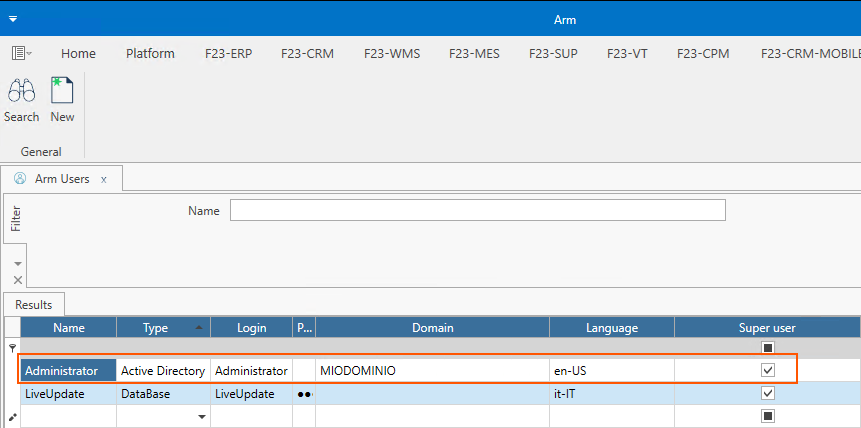 Arm
Home Platform F23-ERP F23-CRM F23-WMS F23-MES F23-SUP F23-VT F23-CPM F23-CRM-MOBILE
Search New
General
Arm Users x
Filter
Name
Results
Name Type Login P... Domain Language Super user
Administrator Active Directory Administrator MIODOMINIO en-US
LiveUpdate DataBase LiveUpdate it-IT